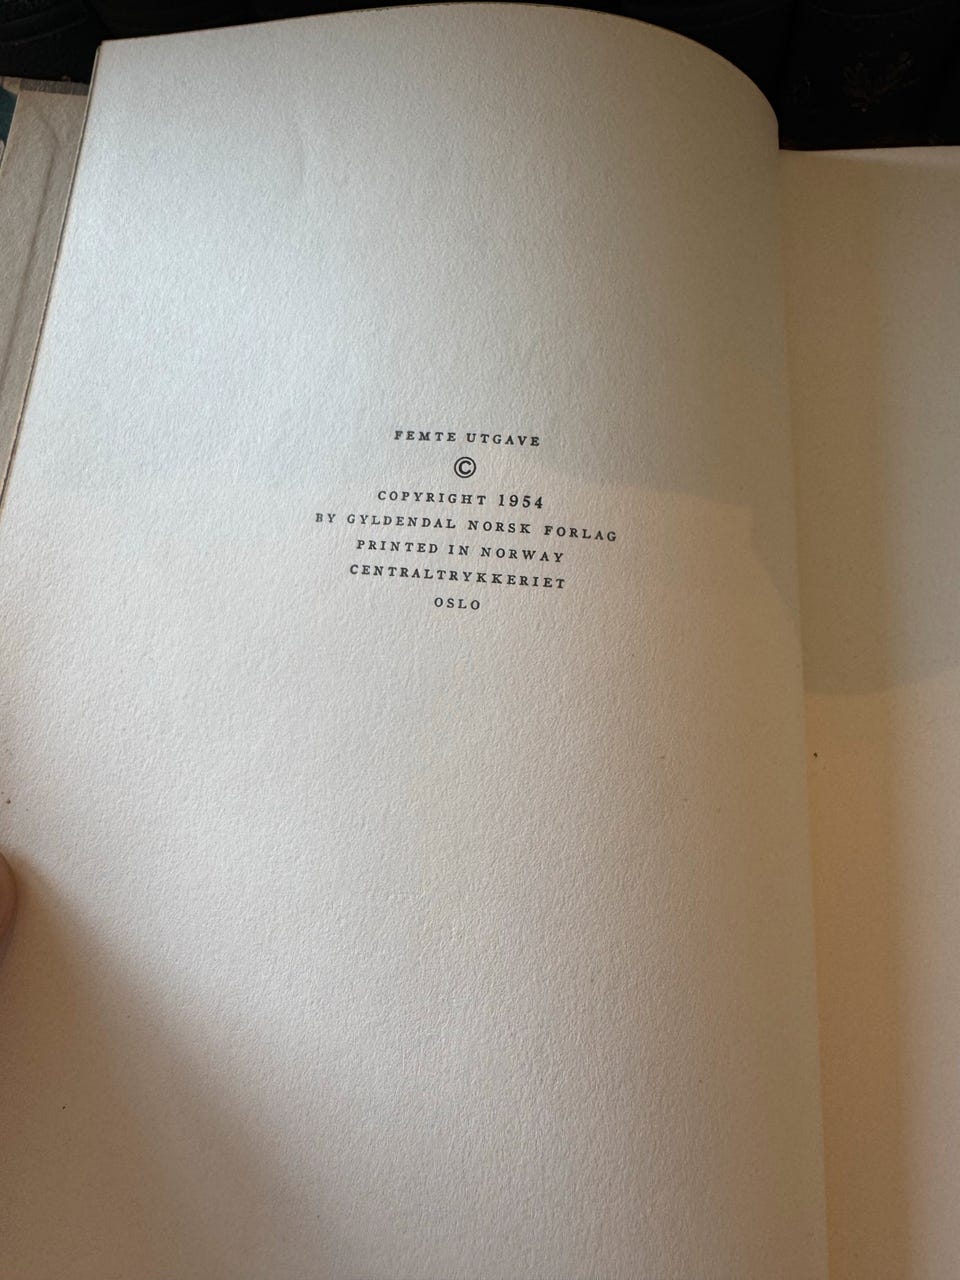 FEMTE UTGAVE
©
COPYRIGHT 1954
BY GYLDENDAL NORSK FORLAG
PRINTED IN NORWAY
CENTRALTRYKKERIET
OSLO